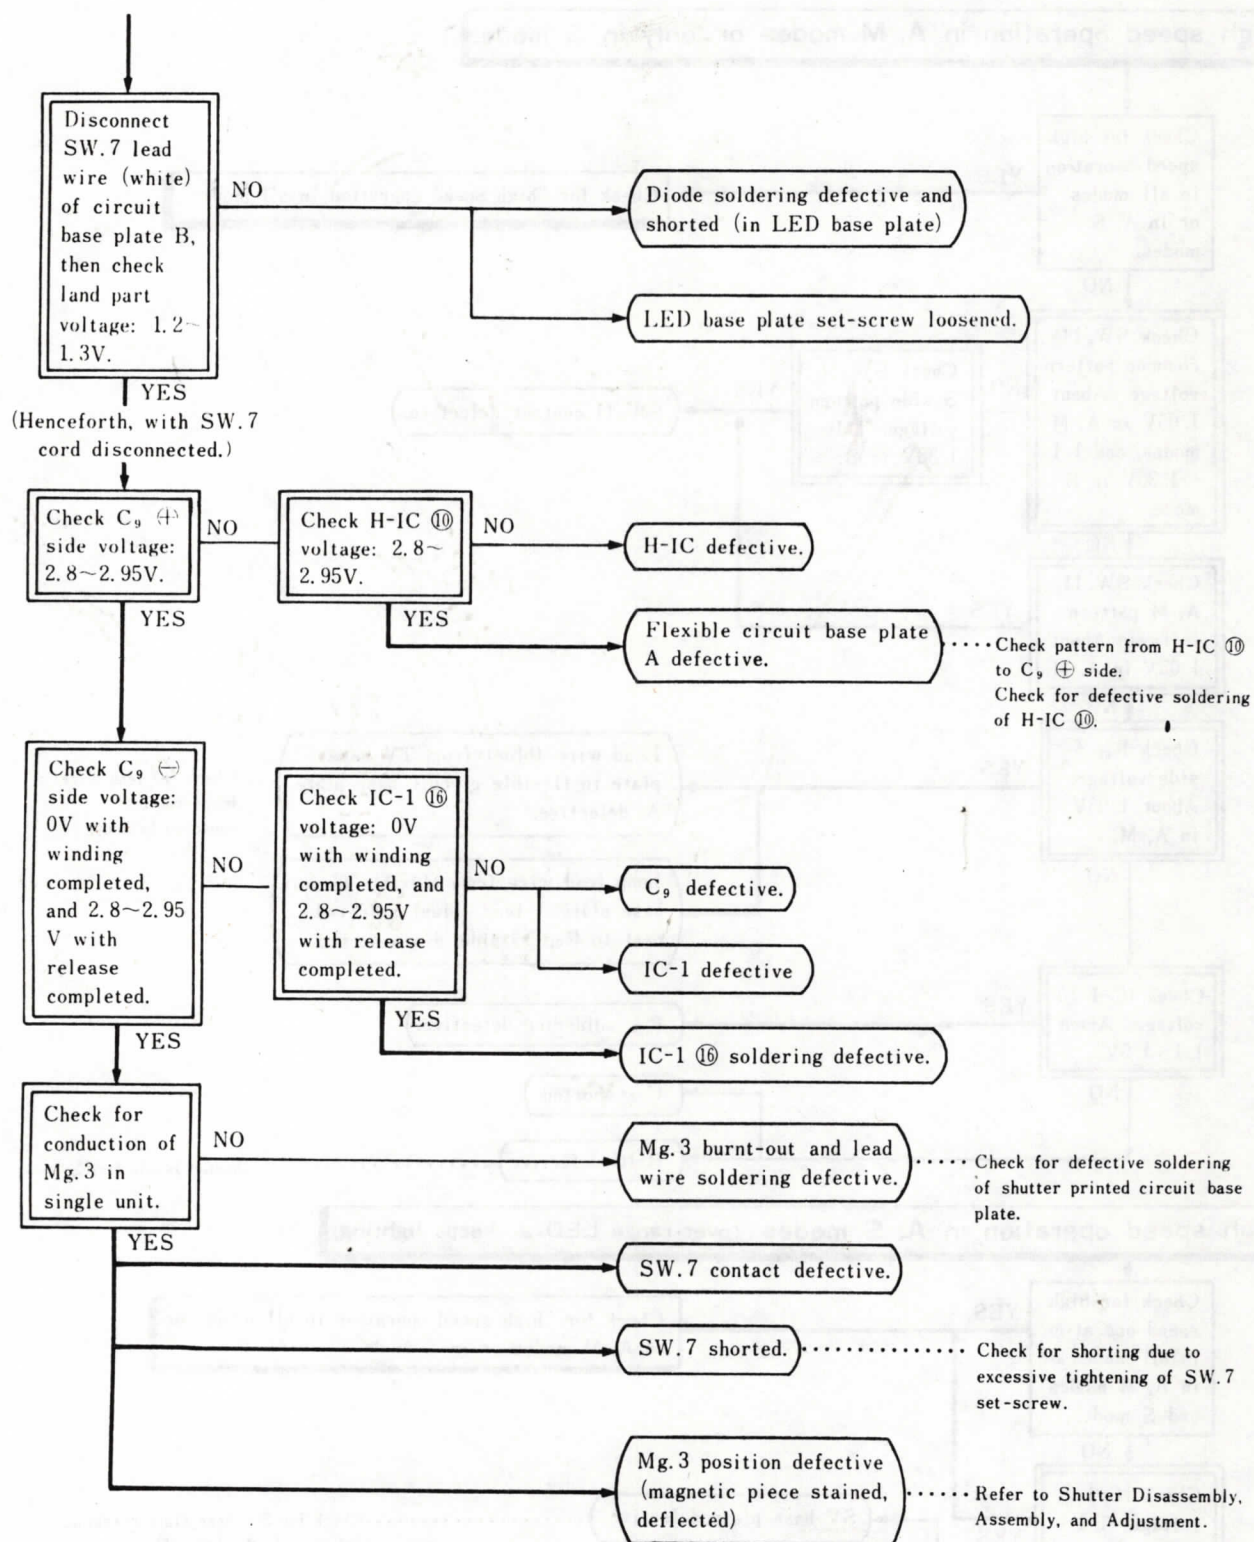 Disconnect
SW.7 lead
wire (white)
of circuit
base plate B,
then check
land part
voltage: 1.2~
1.3V.
NO
Diode soldering defective and
shorted (in LED base plate)
LED base plate set-screw loosened.
YES
(Henceforth, with SW.7
cord disconnected.)
Check C₉ ⊕
side voltage:
2.8~2.95V.
NO
Check H-IC ⑩
voltage: 2.8~
2.95V.
NO
H-IC defective.
YES
YES
Flexible circuit base plate
A defective.
Check pattern from H-IC ⑩
to C₉ ⊕ side.
Check for defective soldering
of H-IC ⑩.
Check C₉ ⊖
side voltage:
0V with
winding
completed,
and 2.8~2.95
V with
release
completed.
NO
Check IC-1 ⑯
voltage: 0V
with winding
completed, and
2.8~2.95V
with release
completed.
NO
C₉ defective.
IC-1 defective
YES
YES
IC-1 ⑯ soldering defective.
Check for
conduction of
Mg.3 in
single unit.
NO
Mg.3 burnt-out and lead
wire soldering defective.
Check for defective soldering
of shutter printed circuit base
plate.
YES
SW.7 contact defective.
SW.7 shorted.
Check for shorting due to
excessive tightening of SW.7
set-screw.
Mg.3 position defective
(magnetic piece stained,
deflected)
Refer to Shutter Disassembly,
Assembly, and Adjustment.